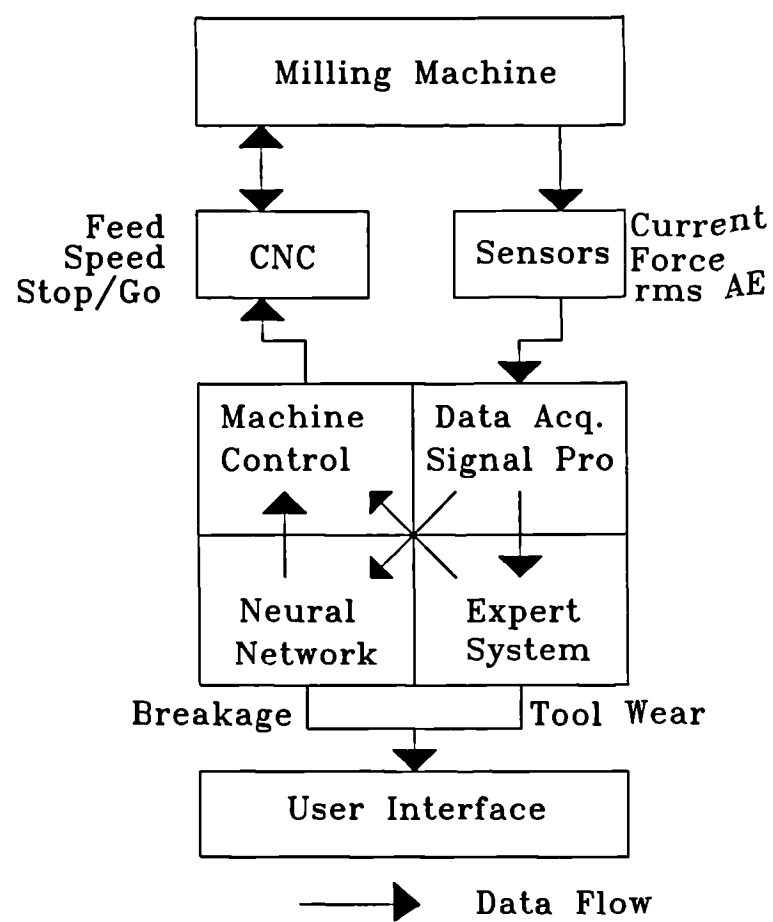 Milling Machine
Feed
Speed
Stop/Go
CNC
Sensors
Current
Force
rms AE
Machine
Control
Data Acq.
Signal Pro
Neural
Network
Expert
System
Breakage
Tool Wear
User Interface
Data Flow